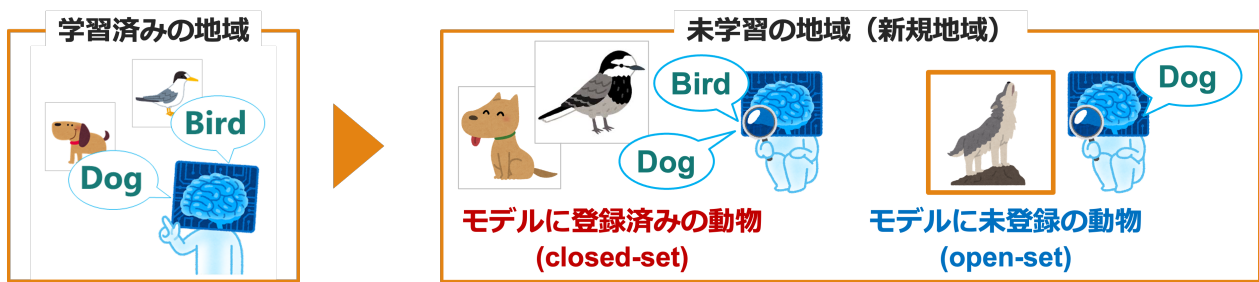 学習済みの地域
Bird
Dog
未学習の地域（新規地域）
Bird
Dog
モデルに登録済みの動物
(closed-set)
Dog
モデルに未登録の動物
(open-set)